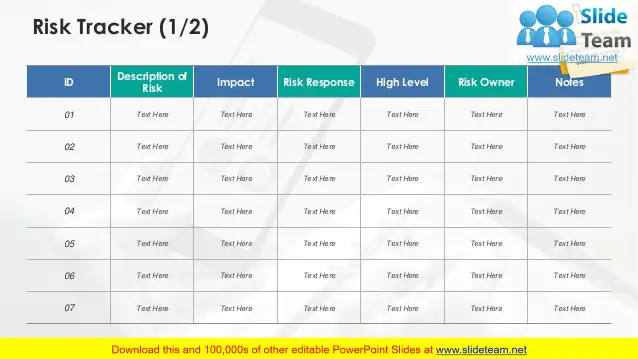 Risk Tracker (1/2)
Slide
Team
www.slideteam.net
ID Description of Risk Impact Risk Response High Level Risk Owner Notes
01 Text Here Text Here Text Here Text Here Text Here Text Here
02 Text Here Text Here Text Here Text Here Text Here Text Here
03 Text Here Text Here Text Here Text Here Text Here Text Here
04 Text Here Text Here Text Here Text Here Text Here Text Here
05 Text Here Text Here Text Here Text Here Text Here Text Here
06 Text Here Text Here Text Here Text Here Text Here Text Here
07 Text Here Text Here Text Here Text Here Text Here Text Here
Download this and 100,000s of other editable PowerPoint Slides at www.slideteam.net